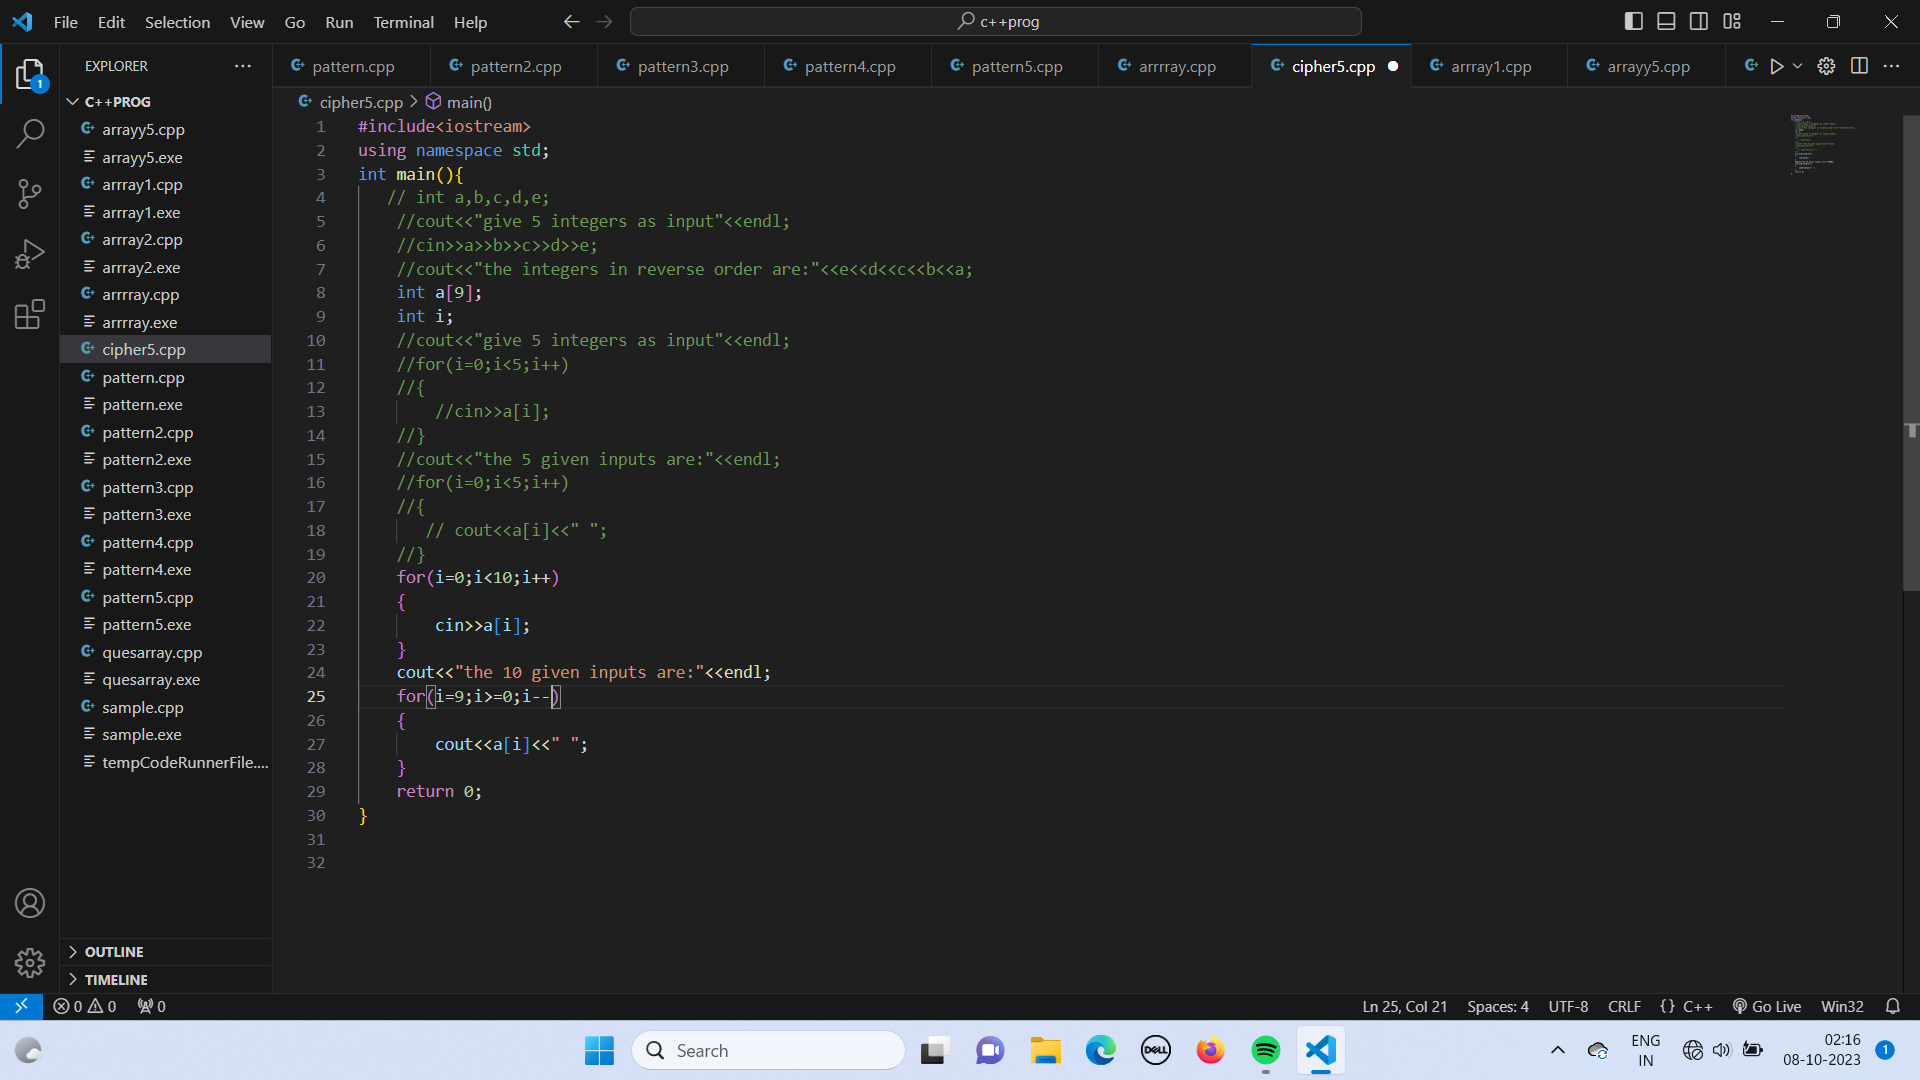 File Edit Selection View Go Run Terminal Help c++prog
EXPLORER
pattern.cpp pattern2.cpp pattern3.cpp pattern4.cpp pattern5.cpp arrrray.cpp cipher5.cpp arrray1.cpp arrayy5.cpp
1
C++PROG
arrayy5.cpp
arrayy5.exe
arrray1.cpp
arrray1.exe
arrray2.cpp
arrray2.exe
arrrray.cpp
arrrray.exe
cipher5.cpp
pattern.cpp
pattern.exe
pattern2.cpp
pattern2.exe
pattern3.cpp
pattern3.exe
pattern4.cpp
pattern4.exe
pattern5.cpp
pattern5.exe
quesarray.cpp
quesarray.exe
sample.cpp
sample.exe
tempCodeRunnerFile....
OUTLINE
TIMELINE
cipher5.cpp > main()
1 #include<iostream>
2 using namespace std;
3 int main(){
4 // int a,b,c,d,e;
5 //cout<<"give 5 integers as input"<<endl;
6 //cin>>a>>b>>c>>d>>e;
7 //cout<<"the integers in reverse order are:"<<e<<d<<c<<b<<a;
8 int a[9];
9 int i;
10 //cout<<"give 5 integers as input"<<endl;
11 //for(i=0;i<5;i++)
12 //{
13 //cin>>a[i];
14 //}
15 //cout<<"the 5 given inputs are:"<<endl;
16 //for(i=0;i<5;i++)
17 //{
18 // cout<<a[i]<<" ";
19 //}
20 for(i=0;i<10;i++)
21 {
22 cin>>a[i];
23 }
24 cout<<"the 10 given inputs are:"<<endl;
25 for(i=9;i>=0;i--)
26 {
27 cout<<a[i]<<" ";
28 }
29 return 0;
30 }
31
32
0 0 0 Ln 25, Col 21 Spaces: 4 UTF-8 CRLF {} C++ Go Live Win32
Search DELL ENG IN 02:16 08-10-2023 1